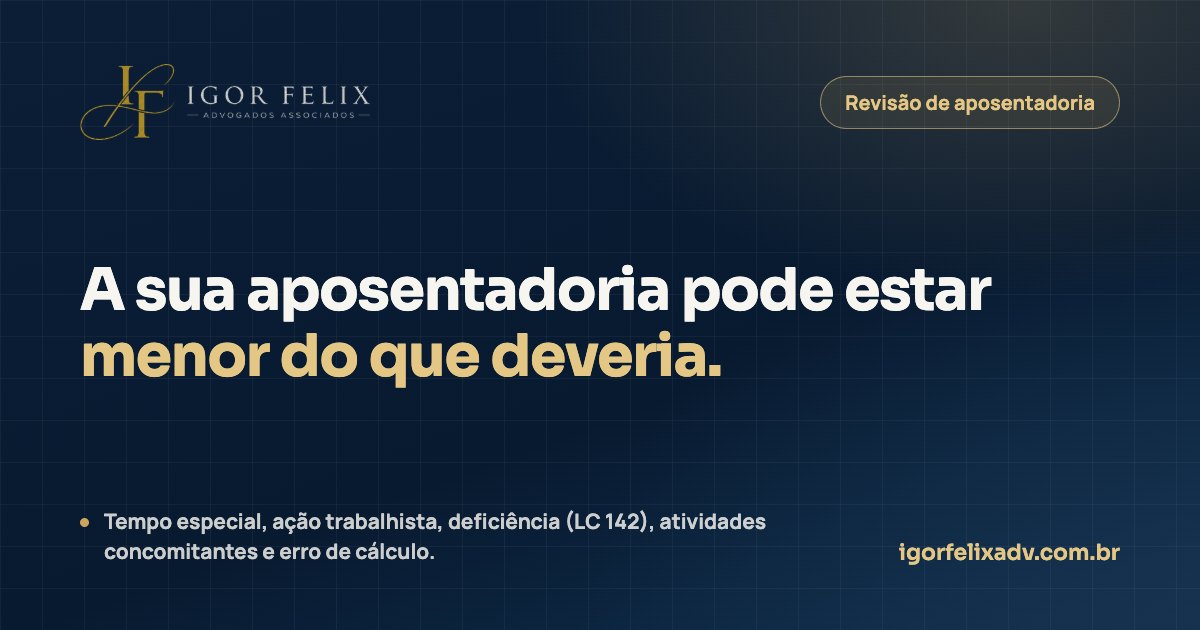 IF IGOR FELIX
ADVOGADOS ASSOCIADOS
Revisão de aposentadoria
A sua aposentadoria pode estar
menor do que deveria.
Tempo especial, ação trabalhista, deficiência (LC 142), atividades
concomitantes e erro de cálculo.
igorfelixadv.com.br